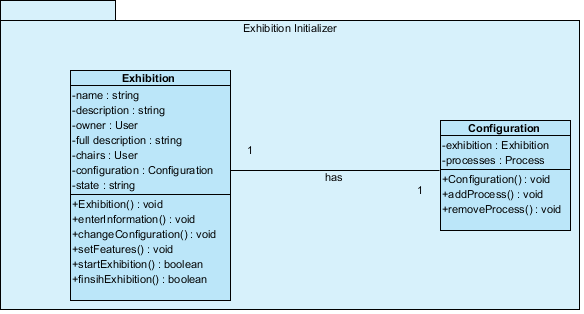 Exhibition Initializer
Exhibition
-name : string
-description : string
-owner : User
-full description : string
-chairs : User
-configuration : Configuration
-state : string
+Exhibition() : void
+enterInformation() : void
+changeConfiguration() : void
+setFeatures() : void
+startExhibition() : boolean
+finsihExhibition() : boolean
1
has
1
Configuration
-exhibition : Exhibition
-processes : Process
+Configuration() : void
+addProcess() : void
+removeProcess() : void